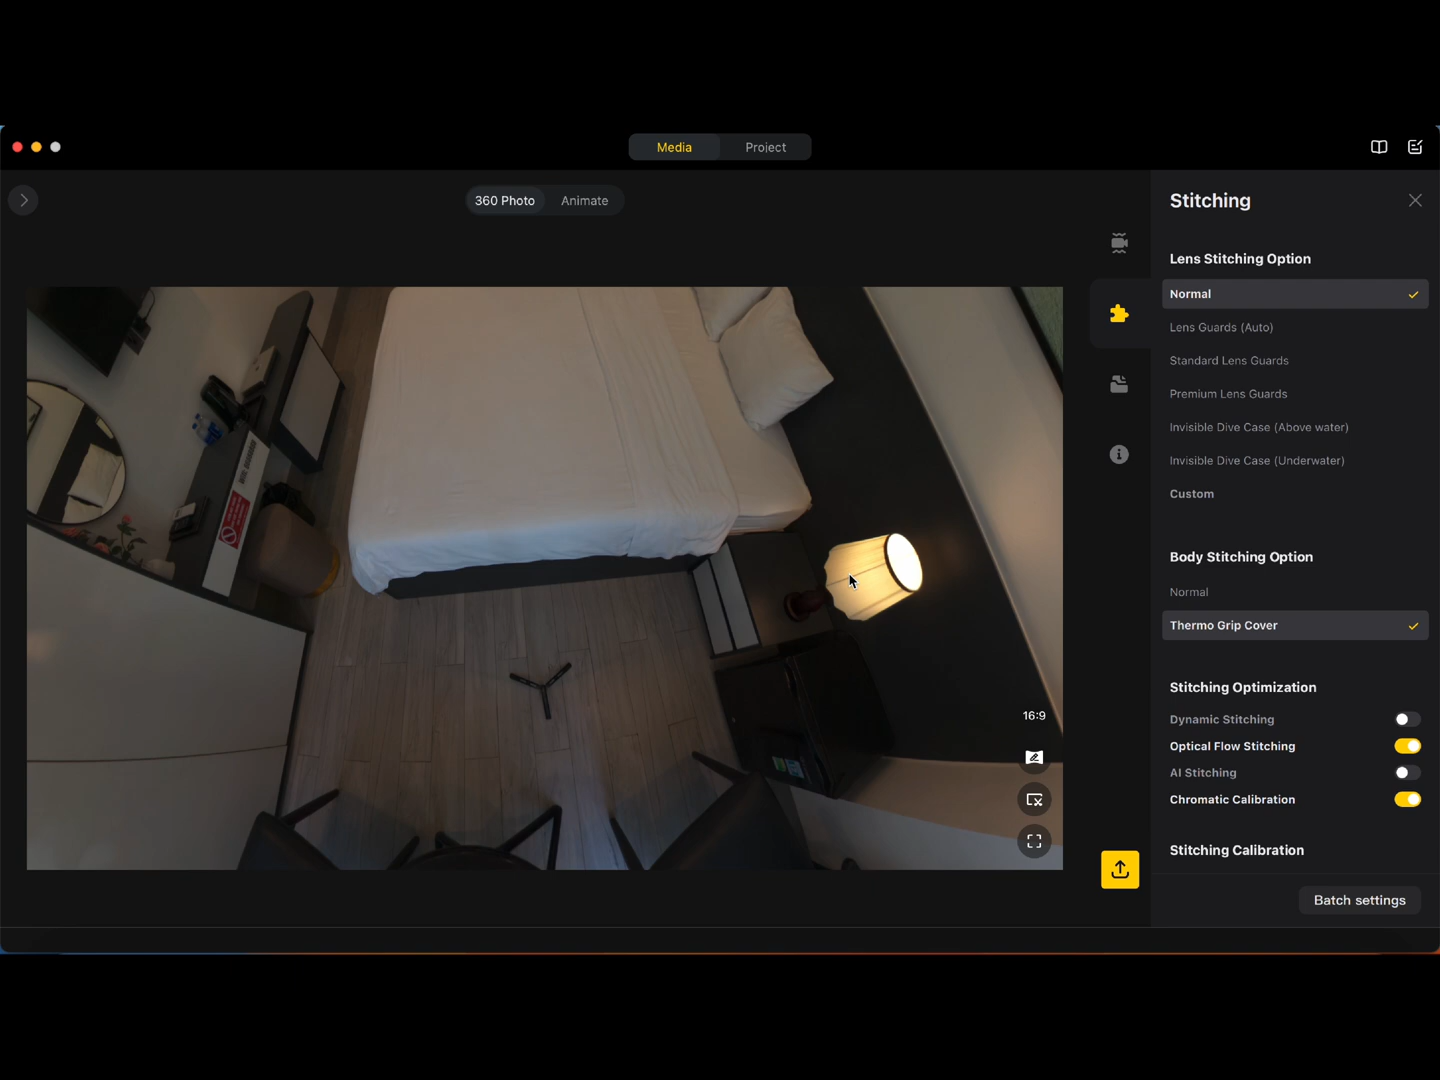 Media
Project
360 Photo
Animate
Stitching
Lens Stitching Option
Normal
Lens Guards (Auto)
Standard Lens Guards
Premium Lens Guards
Invisible Dive Case (Above water)
Invisible Dive Case (Underwater)
Custom
Body Stitching Option
Normal
Thermo Grip Cover
Stitching Optimization
16:9
Dynamic Stitching
Optical Flow Stitching
AI Stitching
Chromatic Calibration
Stitching Calibration
Batch settings